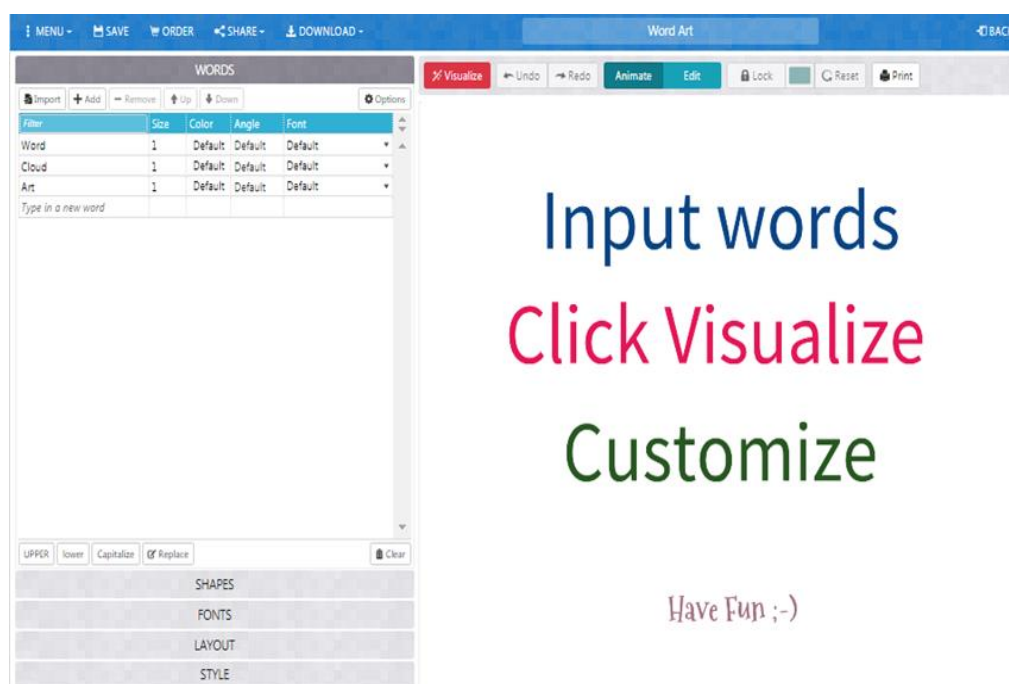 MENU SAVE ORDER SHARE DOWNLOAD Word Art BACK
WORDS
Visualize Undo Redo Animate Edit Lock Reset Print
Import Add Remove Up Down Options
Filter Size Color Angle Font
Word 1 Default Default Default
Cloud 1 Default Default Default
Art 1 Default Default Default
Type in a new word
Input words
Click Visualize
Customize
Have Fun ;-)
UPPER lower Capitalize Replace Clear
SHAPES
FONTS
LAYOUT
STYLE